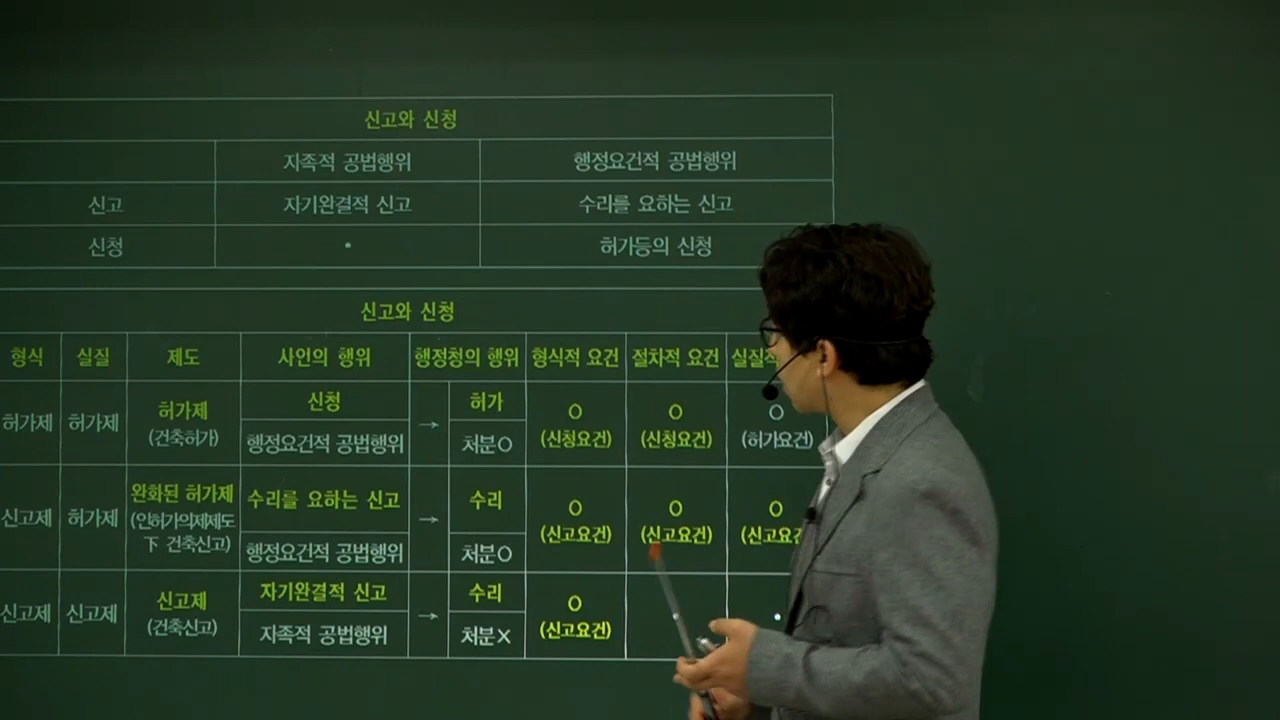 신고와 신청
자족적 공법행위 행정요건적 공법행위
신고 자기완결적 신고 수리를 요하는 신고
신청 • 허가등의 신청
신고와 신청
형식 실질 제도 사인의 행위 행정청의 행위 형식적 요건 절차적 요건 실질적
허가제 허가제 허가제 (건축허가) 신청 행정요건적 공법행위 → 허가 처분O O (신청요건) O (신청요건) O (허가요건)
신고제 허가제 완화된 허가제 (인허가의제제도 下 건축신고) 수리를 요하는 신고 행정요건적 공법행위 → 수리 처분O O (신고요건) O (신고요건) O (신고요건
신고제 신고제 신고제 (건축신고) 자기완결적 신고 자족적 공법행위 → 수리 처분X O (신고요건) •